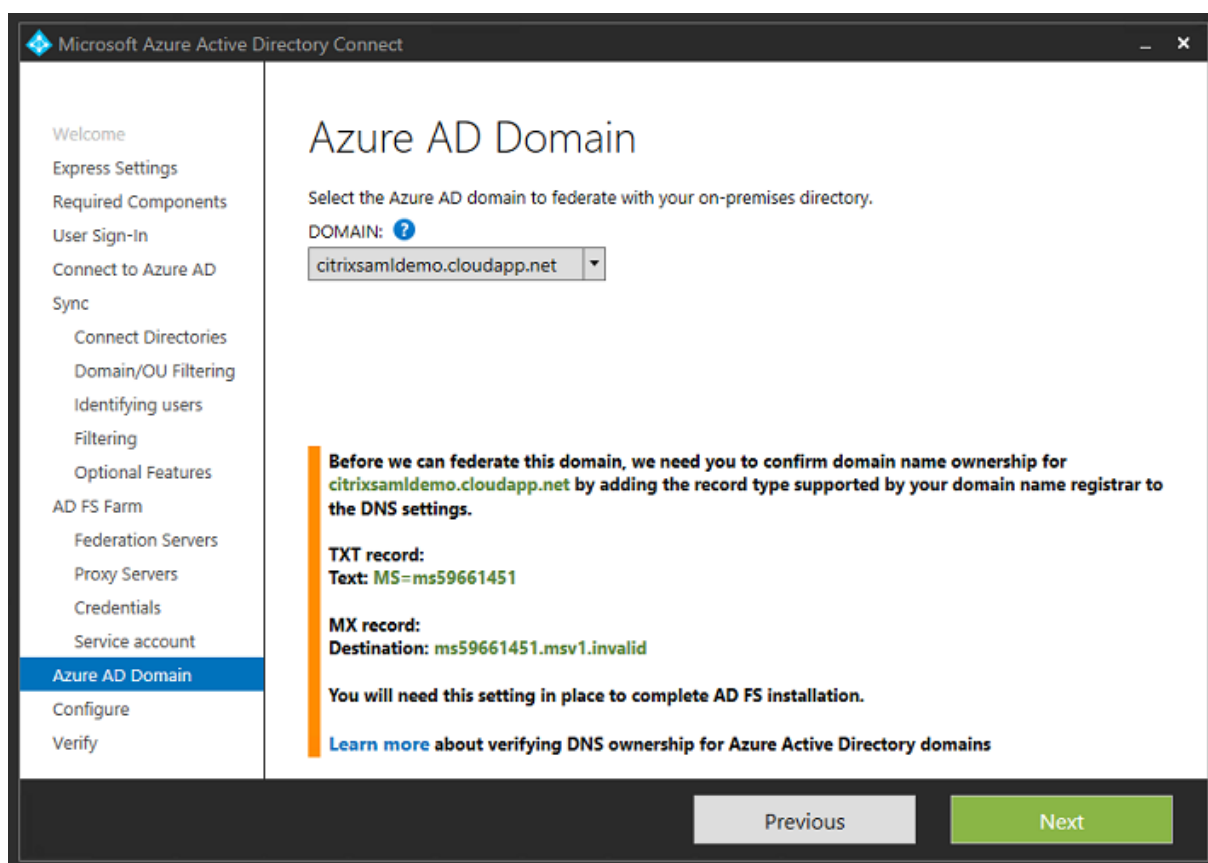 Microsoft Azure Active Directory Connect
Welcome
Express Settings
Required Components
User Sign-In
Connect to Azure AD
Sync
Connect Directories
Domain/OU Filtering
Identifying users
Filtering
Optional Features
AD FS Farm
Federation Servers
Proxy Servers
Credentials
Service account
Azure AD Domain
Configure
Verify
Azure AD Domain
Select the Azure AD domain to federate with your on-premises directory.
DOMAIN: ?
citrixsamldemo.cloudapp.net
Before we can federate this domain, we need you to confirm domain name ownership for
citrixsamldemo.cloudapp.net by adding the record type supported by your domain name registrar to
the DNS settings.
TXT record:
Text: MS=ms59661451
MX record:
Destination: ms59661451.msv1.invalid
You will need this setting in place to complete AD FS installation.
Learn more about verifying DNS ownership for Azure Active Directory domains
Previous
Next